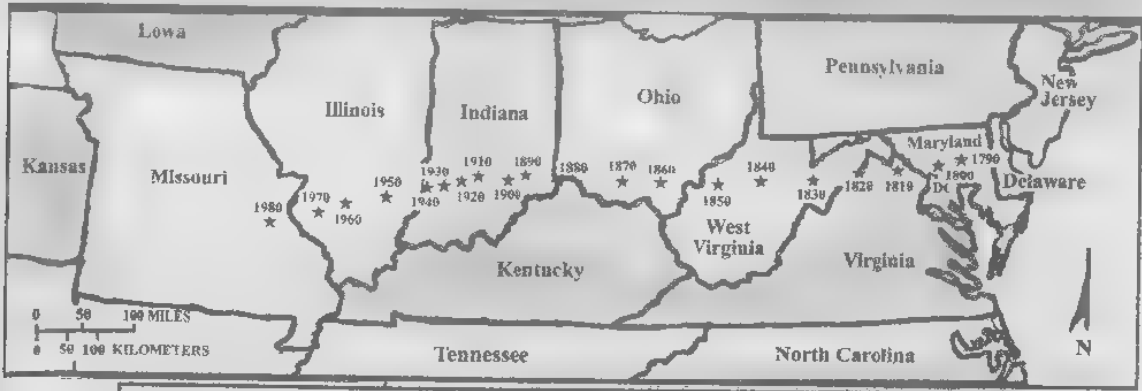 Lowa
Pennsylvania
New
Jersey
Ohio
Illinois
Indiana
Maryland
Kansas
Missouri
1790
1800
DC
Delaware
1810
1820
1830
1840
1850
1860
1870
1880
1890
1900
1910
1920
1930
1940
1950
1960
1970
1980
West
Virginia
Virginia
Kentucky
0 50 100 MILES
0 50 100 KILOMETERS
Tennessee
North Carolina
N